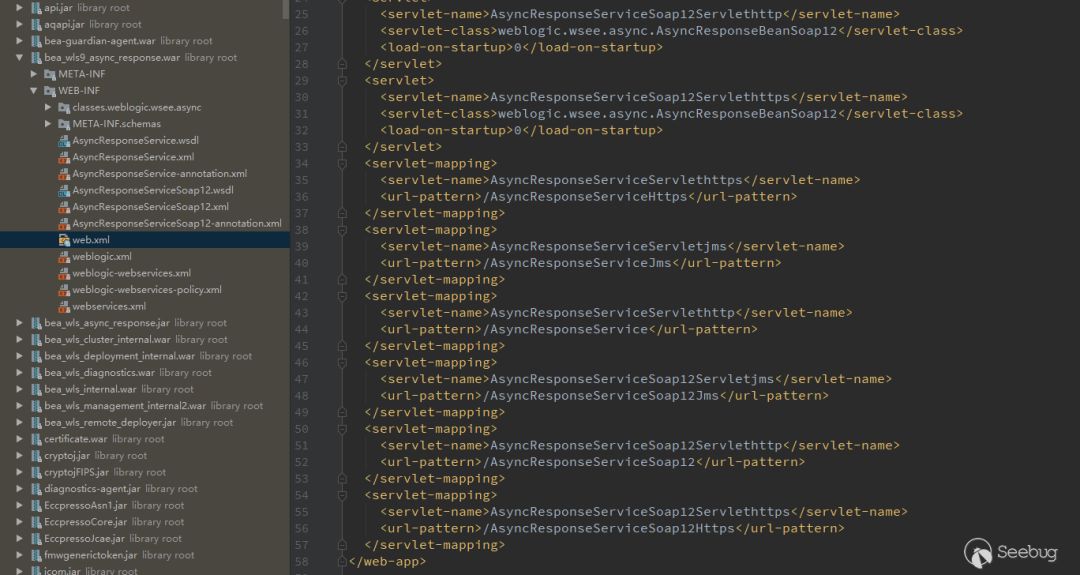 api.jar library root
aqapi.jar library root
bea-guardian-agent.war library root
bea_wls9_async_response.war library root
META-INF
WEB-INF
classes.weblogic.wsee.async
META-INF.schemas
AsyncResponseService.wsdl
AsyncResponseService.xml
AsyncResponseService-annotation.xml
AsyncResponseServiceSoap12.wsdl
AsyncResponseServiceSoap12.xml
AsyncResponseServiceSoap12-annotation.xml
web.xml
weblogic.xml
weblogic-webservices.xml
weblogic-webservices-policy.xml
webservices.xml
bea_wls_async_response.jar library root
bea_wls_cluster_internal.war library root
bea_wls_deployment_internal.war library root
bea_wls_diagnostics.war library root
bea_wls_internal.war library root
bea_wls_management_internal2.war library root
bea_wls_remote_deployer.jar library root
certificate.war library root
cryptoj.jar library root
cryptojFIPS.jar library root
diagnostics-agent.jar library root
EccpressoAsn1.jar library root
EccpressoCore.jar library root
EccpressoJcae.jar library root
fmwgenerictoken.jar library root
icom.jar library root
25 <servlet-name>AsyncResponseServiceSoap12Servlethttp</servlet-name>
26 <servlet-class>weblogic.wsee.async.AsyncResponseBeanSoap12</servlet-class>
27 <load-on-startup>0</load-on-startup>
28 </servlet>
29 <servlet>
30 <servlet-name>AsyncResponseServiceSoap12Servlethttps</servlet-name>
31 <servlet-class>weblogic.wsee.async.AsyncResponseBeanSoap12</servlet-class>
32 <load-on-startup>0</load-on-startup>
33 </servlet>
34 <servlet-mapping>
35 <servlet-name>AsyncResponseServiceServlethttps</servlet-name>
36 <url-pattern>/AsyncResponseServiceHttps</url-pattern>
37 </servlet-mapping>
38 <servlet-mapping>
39 <servlet-name>AsyncResponseServiceServletjms</servlet-name>
40 <url-pattern>/AsyncResponseServiceJms</url-pattern>
41 </servlet-mapping>
42 <servlet-mapping>
43 <servlet-name>AsyncResponseServiceServlethttp</servlet-name>
44 <url-pattern>/AsyncResponseService</url-pattern>
45 </servlet-mapping>
46 <servlet-mapping>
47 <servlet-name>AsyncResponseServiceSoap12Servletjms</servlet-name>
48 <url-pattern>/AsyncResponseServiceSoap12Jms</url-pattern>
49 </servlet-mapping>
50 <servlet-mapping>
51 <servlet-name>AsyncResponseServiceSoap12Servlethttp</servlet-name>
52 <url-pattern>/AsyncResponseServiceSoap12</url-pattern>
53 </servlet-mapping>
54 <servlet-mapping>
55 <servlet-name>AsyncResponseServiceSoap12Servlethttps</servlet-name>
56 <url-pattern>/AsyncResponseServiceSoap12Https</url-pattern>
57 </servlet-mapping>
58 </web-app>
Seebug